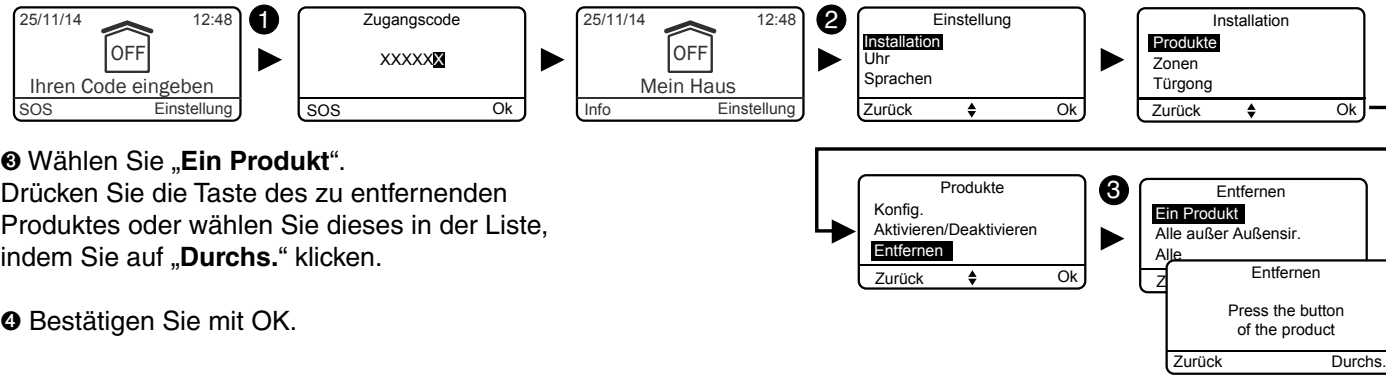 25/11/14 12:48
OFF
Ihren Code eingeben
SOS Einstellung
❶
Zugangscode
XXXXXX
SOS Ok
25/11/14 12:48
OFF
Mein Haus
Info Einstellung
❷
Einstellung
Installation
Uhr
Sprachen
Zurück Ok
Installation
Produkte
Zonen
Türgong
Zurück Ok
❸ Wählen Sie „Ein Produkt“.
Drücken Sie die Taste des zu entfernenden
Produktes oder wählen Sie dieses in der Liste,
indem Sie auf „Durchs.“ klicken.
❹ Bestätigen Sie mit OK.
Produkte
Konfig.
Aktivieren/Deaktivieren
Entfernen
Zurück Ok
❸
Entfernen
Ein Produkt
Alle außer Außensir.
Alle
Z
Entfernen
Press the button
of the product
Zurück Durchs.